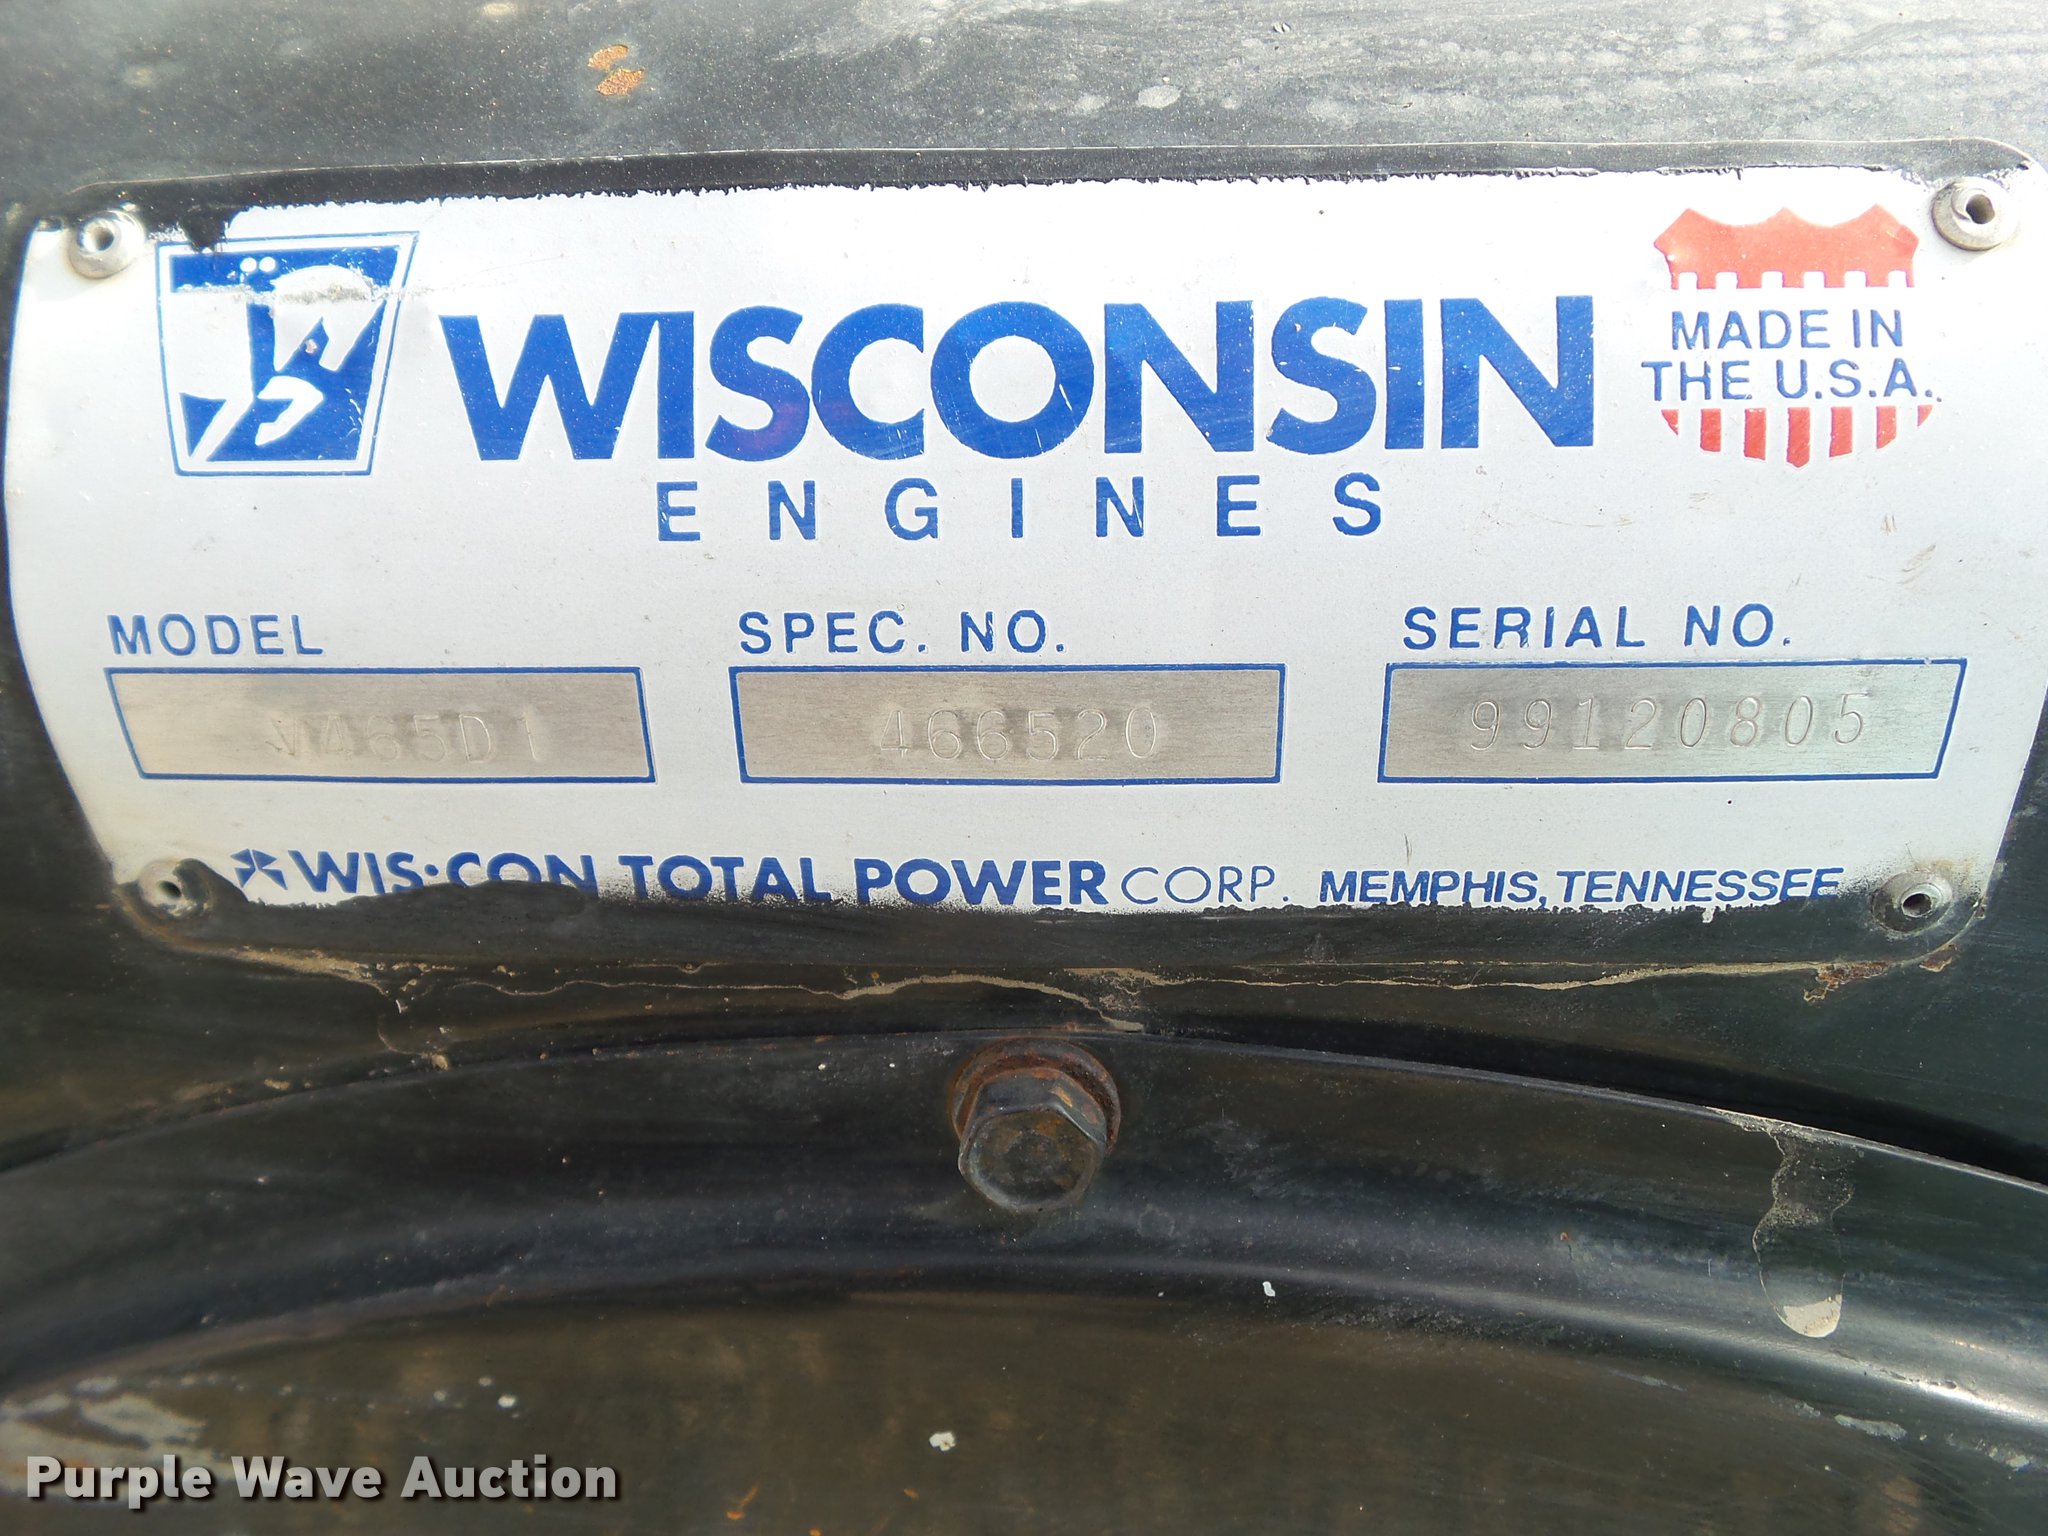 WISCONSIN
ENGINES
MADE IN
THE U.S.A.
MODEL SPEC. NO. SERIAL NO.
V465D1 466520 99120805
WIS·CON TOTAL POWER CORP. MEMPHIS, TENNESSEE
Purple Wave Auction